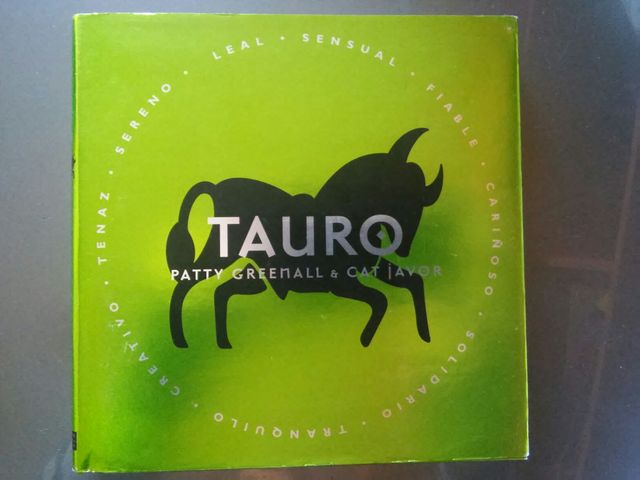 LEAL · SENSUAL · FIABLE · CARIÑOSO · SOLIDARIO · TRANQUILO · CREATIVO · TENAZ · SERENO ·
TAURO
PATTY GREENALL & CAT JAVOR